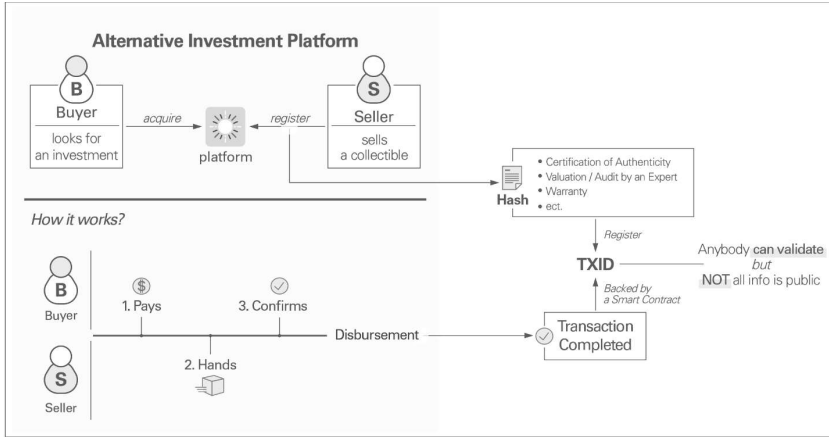 Alternative Investment Platform
B
Buyer
looks for
an investment
acquire
platform
register
S
Seller
sells
a collectible
Hash
• Certification of Authenticity
• Valuation / Audit by an Expert
• Warranty
• ect.
Register
TXID
Anybody can validate
but
NOT all info is public
Backed by
a Smart Contract
Transaction
Completed
How it works?
B
Buyer
$
1. Pays
3. Confirms
Disbursement
2. Hands
S
Seller